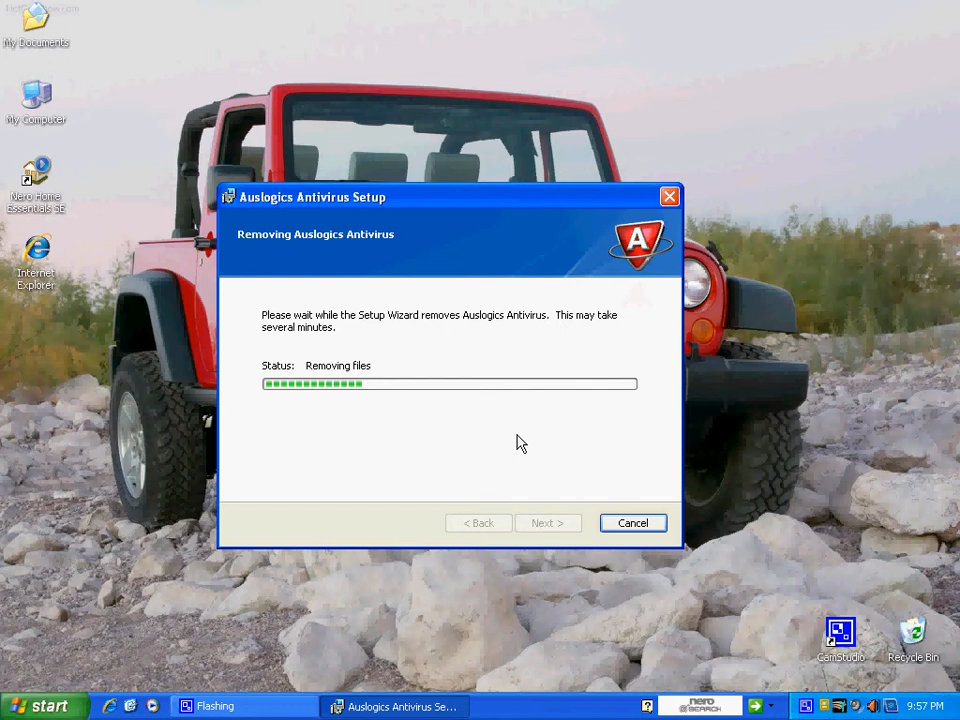 My Documents
My Computer
Nero Home
Essentials SE
Internet
Explorer
Auslogics Antivirus Setup
Removing Auslogics Antivirus
A
Please wait while the Setup Wizard removes Auslogics Antivirus. This may take
several minutes.
Status: Removing files
< Back
Next >
Cancel
CamStudio
Recycle Bin
start
Flashing
Auslogics Antivirus Se...
nero
SEARCH
9:57 PM